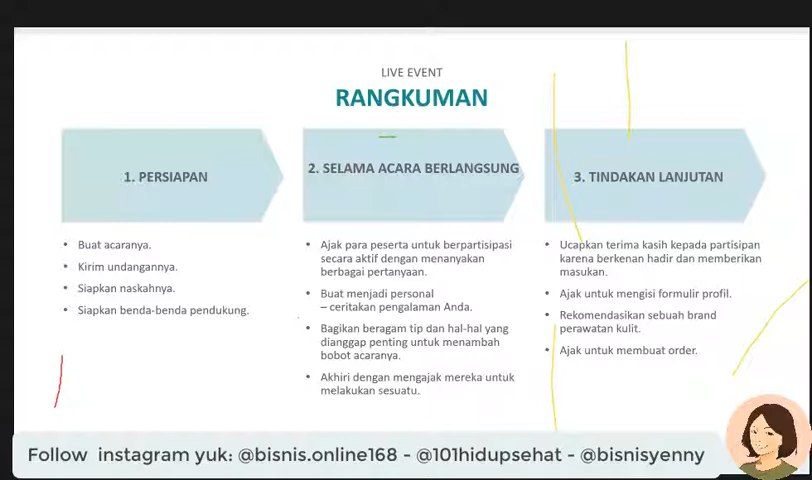 LIVE EVENT
RANGKUMAN
1. PERSIAPAN
• Buat acaranya.
• Kirim undangannya.
• Siapkan naskahnya.
• Siapkan benda-benda pendukung.
2. SELAMA ACARA BERLANGSUNG
• Ajak para peserta untuk berpartisipasi
secara aktif dengan menanyakan
berbagai pertanyaan.
• Buat menjadi personal
– ceritakan pengalaman Anda.
• Bagikan beragam tip dan hal-hal yang
dianggap penting untuk menambah
bobot acaranya.
• Akhiri dengan mengajak mereka untuk
melakukan sesuatu.
3. TINDAKAN LANJUTAN
• Ucapkan terima kasih kepada partisipan
karena berkenan hadir dan memberikan
masukan.
• Ajak untuk mengisi formulir profil.
• Rekomendasikan sebuah brand
perawatan kulit.
• Ajak untuk membuat order.
Follow instagram yuk: @bisnis.online168 - @101hidupsehat - @bisnisyenny